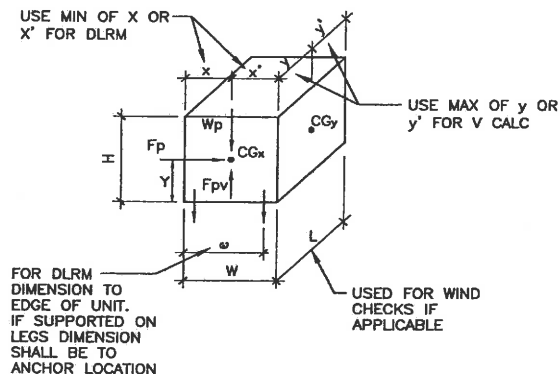 USE MIN OF X OR
X' FOR DLRM
x
x'
y
y'
USE MAX OF y OR
y' FOR V CALC
Wp
CGy
H
Fp
CGx
Y
Fpv
e
L
W
FOR DLRM
DIMENSION TO
EDGE OF UNIT.
IF SUPPORTED ON
LEGS DIMENSION
SHALL BE TO
ANCHOR LOCATION
USED FOR WIND
CHECKS IF
APPLICABLE